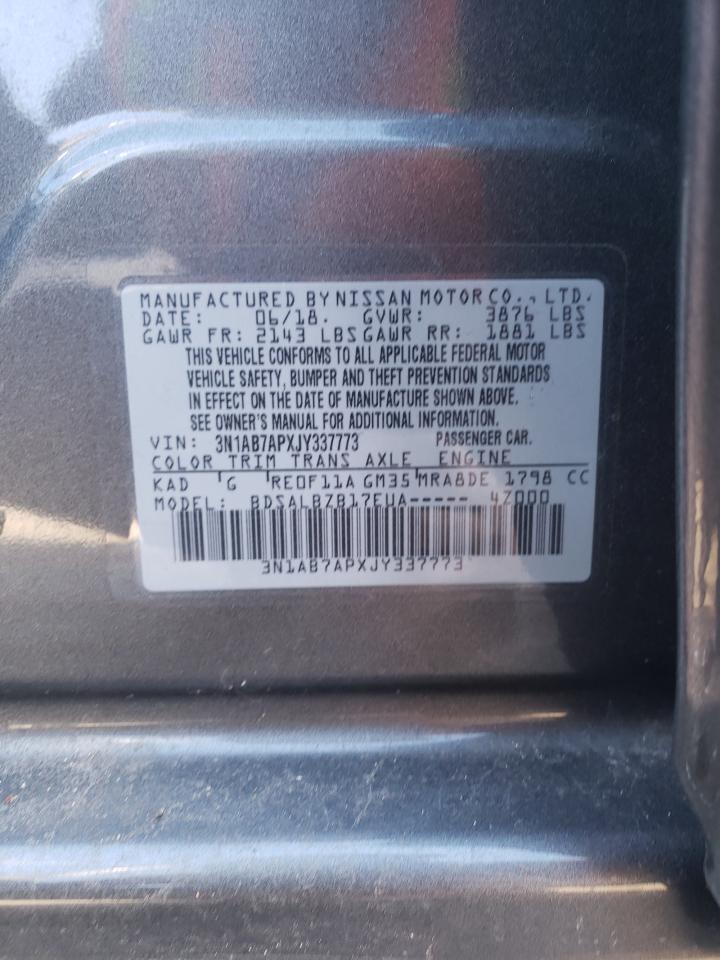 MANUFACTURED BY NISSAN MOTOR CO., LTD.
DATE: 06/18. GVWR: 3876 LBS
GAWR FR: 2143 LBS GAWR RR: 1881 LBS
THIS VEHICLE CONFORMS TO ALL APPLICABLE FEDERAL MOTOR
VEHICLE SAFETY, BUMPER AND THEFT PREVENTION STANDARDS
IN EFFECT ON THE DATE OF MANUFACTURE SHOWN ABOVE.
SEE OWNER'S MANUAL FOR ADDITIONAL INFORMATION.
VIN: 3N1AB7APXJY337773 PASSENGER CAR.
COLOR TRIM TRANS AXLE ENGINE
KAD G RE0F11A GM35 MRA8DE 1798 CC
MODEL: BDSALBZB17EUA----- 4Z000
3N1AB7APXJY337773